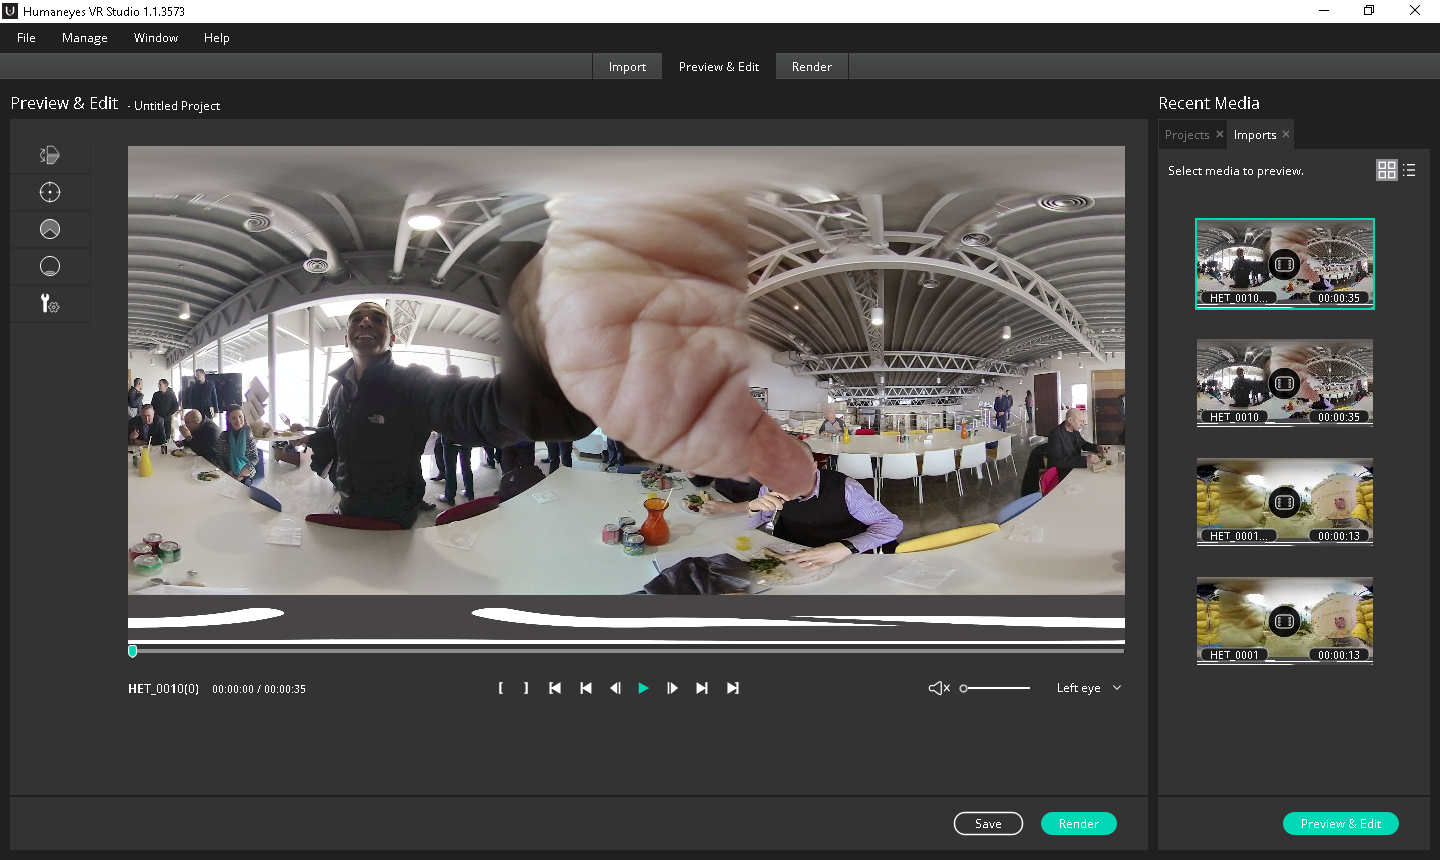 Humaneyes VR Studio 1.1.3573
File Manage Window Help
Import Preview & Edit Render
Preview & Edit - Untitled Project
Recent Media
Projects Imports
Select media to preview.
HET_0010... 00:00:35
HET_0010 00:00:35
HET_0001... 00:00:13
HET_0001 00:00:13
HET_0010(0) 00:00:00 / 00:00:35
[ ]
Left eye
Save Render
Preview & Edit